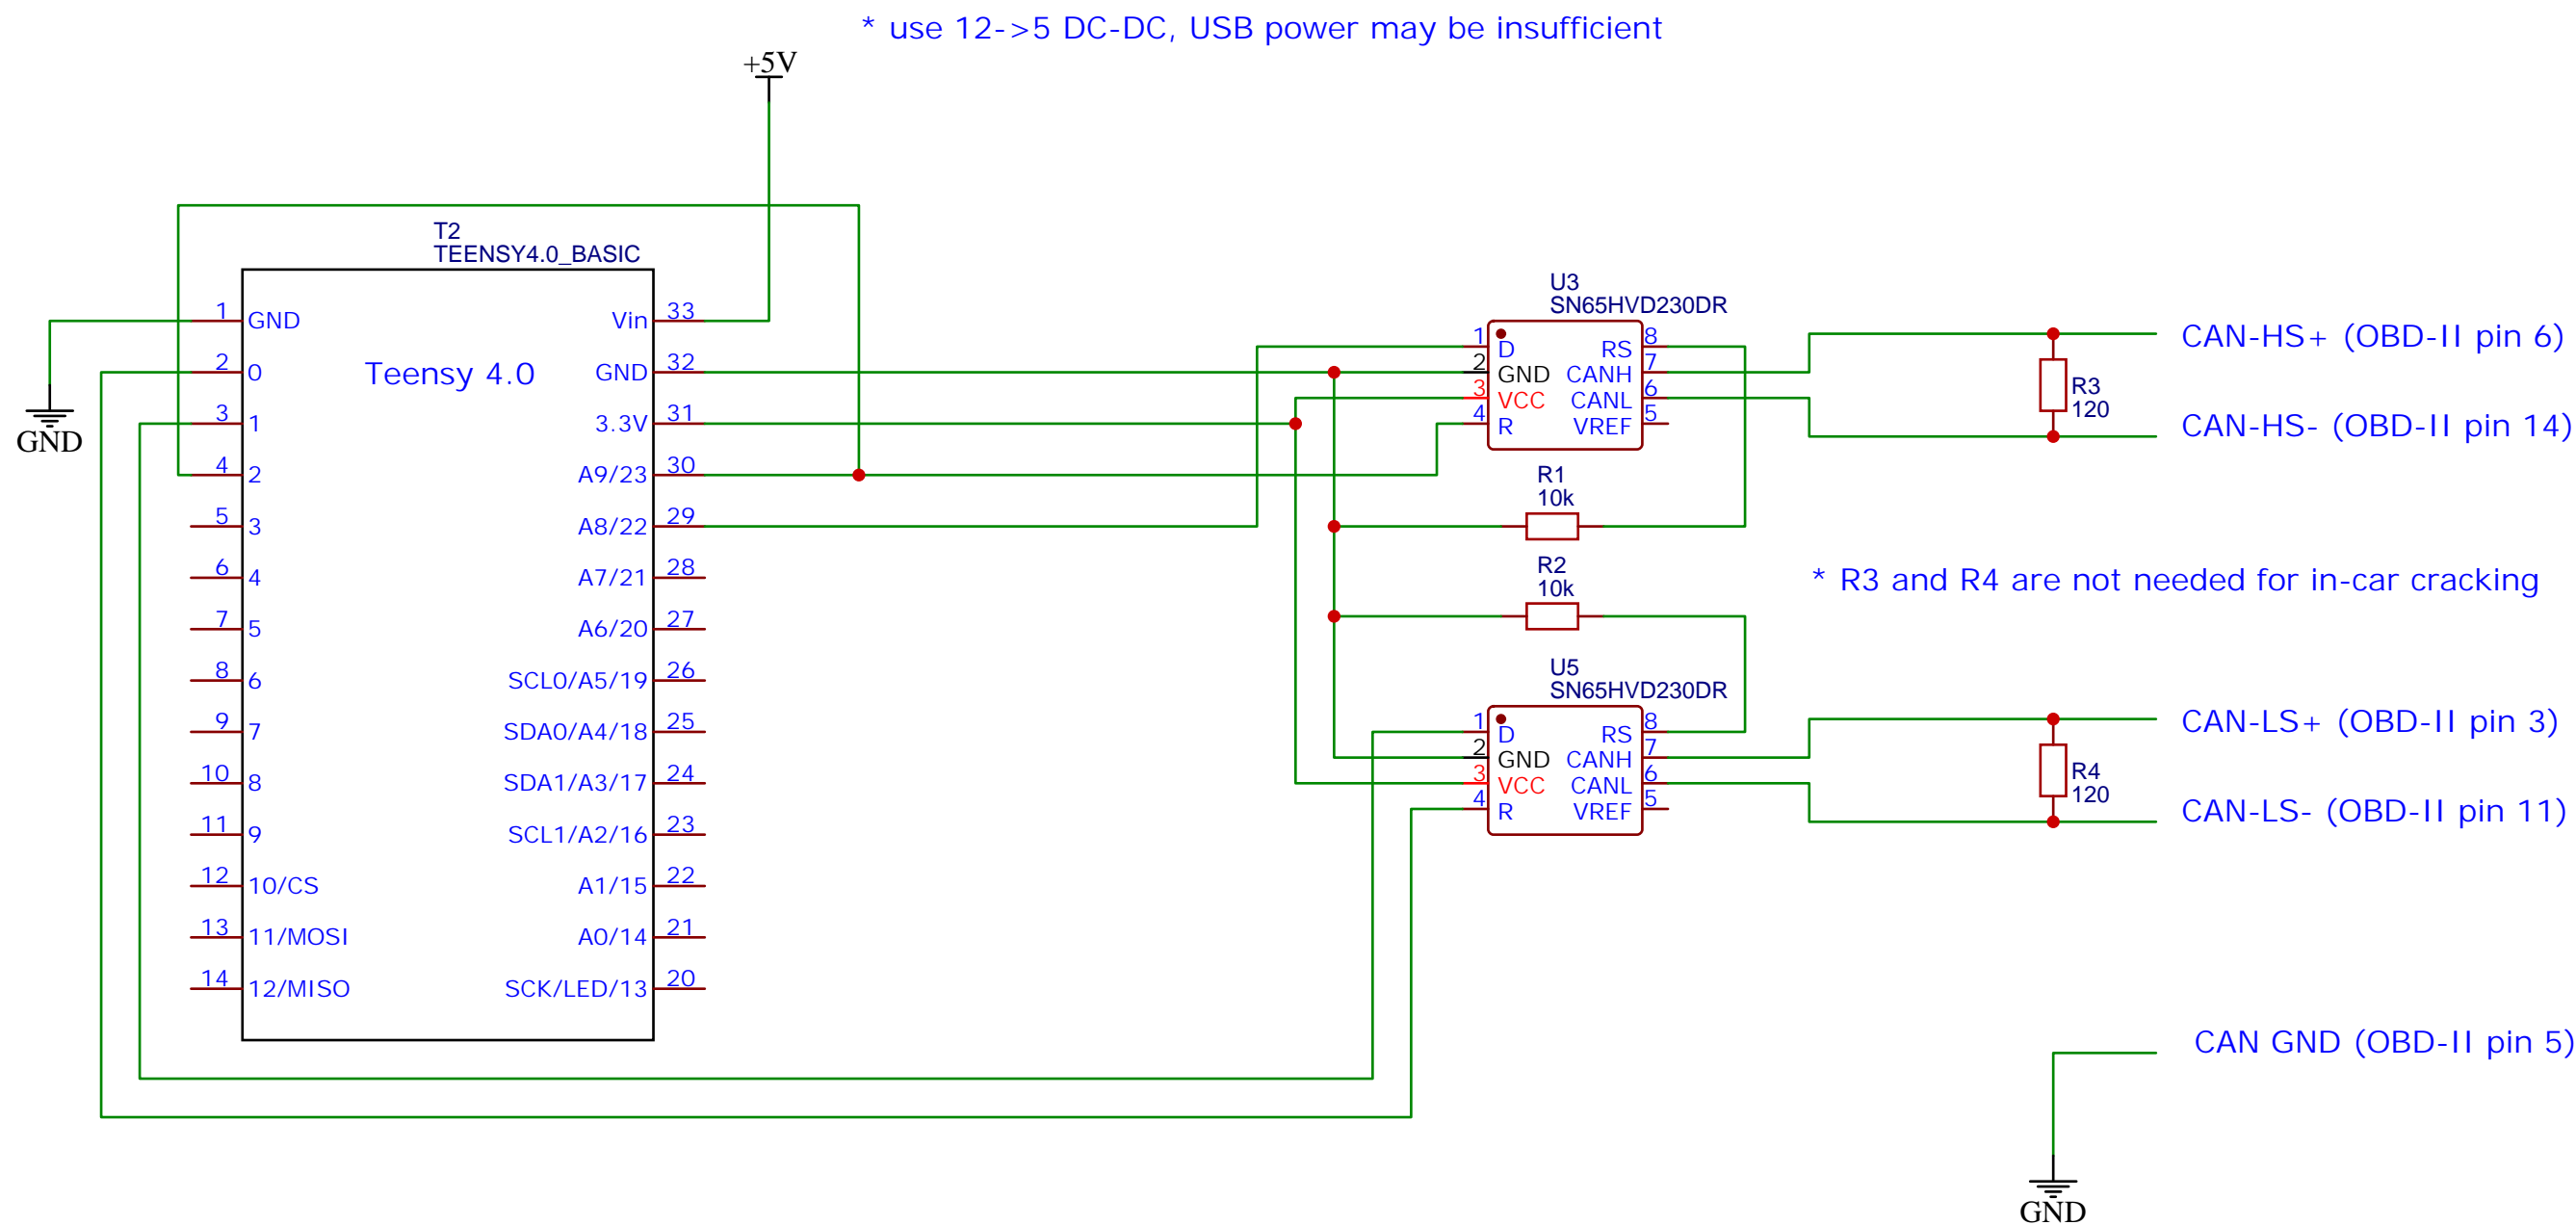 * use 12->5 DC-DC, USB power may be insufficient
+5V
T2
TEENSY4.0_BASIC
Teensy 4.0
1 GND
2 0
3 1
4 2
5 3
6 4
7 5
8 6
9 7
10 8
11 9
12 10/CS
13 11/MOSI
14 12/MISO
Vin 33
GND 32
3.3V 31
A9/23 30
A8/22 29
A7/21 28
A6/20 27
SCL0/A5/19 26
SDA0/A4/18 25
SDA1/A3/17 24
SCL1/A2/16 23
A1/15 22
A0/14 21
SCK/LED/13 20
GND
U3
SN65HVD230DR
1 D RS 8
2 GND CANH 7
3 VCC CANL 6
4 R VREF 5
R1
10k
R2
10k
U5
SN65HVD230DR
1 D RS 8
2 GND CANH 7
3 VCC CANL 6
4 R VREF 5
CAN-HS+ (OBD-II pin 6)
R3
120
CAN-HS- (OBD-II pin 14)
* R3 and R4 are not needed for in-car cracking
CAN-LS+ (OBD-II pin 3)
R4
120
CAN-LS- (OBD-II pin 11)
CAN GND (OBD-II pin 5)
GND